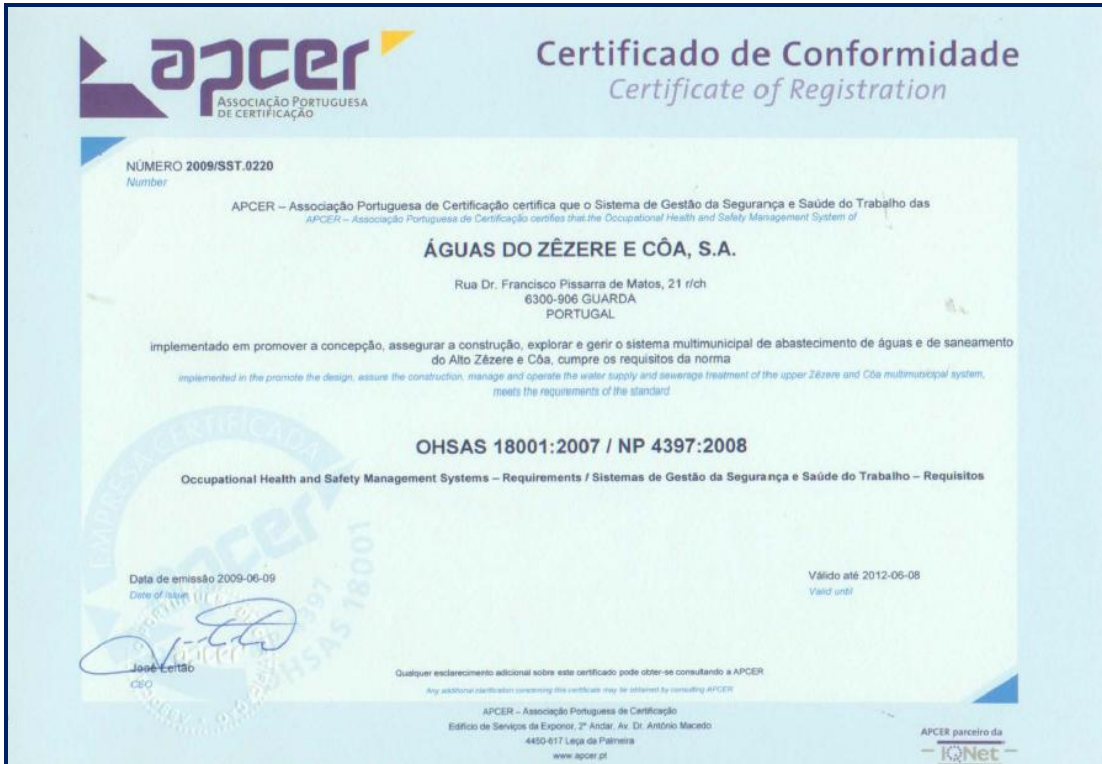 apcer
ASSOCIAÇÃO PORTUGUESA
DE CERTIFICAÇÃO
Certificado de Conformidade
Certificate of Registration
NÚMERO 2009/SST.0220
Number
APCER – Associação Portuguesa de Certificação certifica que o Sistema de Gestão da Segurança e Saúde do Trabalho das
APCER – Associação Portuguesa de Certificação certifies that the Occupational Health and Safety Management System of
ÁGUAS DO ZÊZERE E CÔA, S.A.
Rua Dr. Francisco Pissarra de Matos, 21 r/ch
6300-906 GUARDA
PORTUGAL
implementado em promover a concepção, assegurar a construção, explorar e gerir o sistema multimunicipal de abastecimento de águas e de saneamento
do Alto Zêzere e Côa, cumpre os requisitos da norma
implemented in the promote the design, assure the construction, manage and operate the water supply and sewerage treatment of the upper Zêzere and Côa multimunicipal system,
meets the requirements of the standard
OHSAS 18001:2007 / NP 4397:2008
Occupational Health and Safety Management Systems – Requirements / Sistemas de Gestão da Segurança e Saúde do Trabalho – Requisitos
EMPRESA CERTIFICADA
apcer
OHSAS 18001
Data de emissão 2009-06-09
Date of issue
Válido até 2012-06-08
Valid until
José Leitão
CEO
Qualquer esclarecimento adicional sobre este certificado pode obter-se consultando a APCER
Any additional clarification concerning this certificate may be obtained by consulting APCER
APCER – Associação Portuguesa de Certificação
Edifício de Serviços da Exponor, 2º Andar, Av. Dr. António Macedo
4450-617 Leça da Palmeira
www.apcer.pt
APCER parceiro da
IQNet